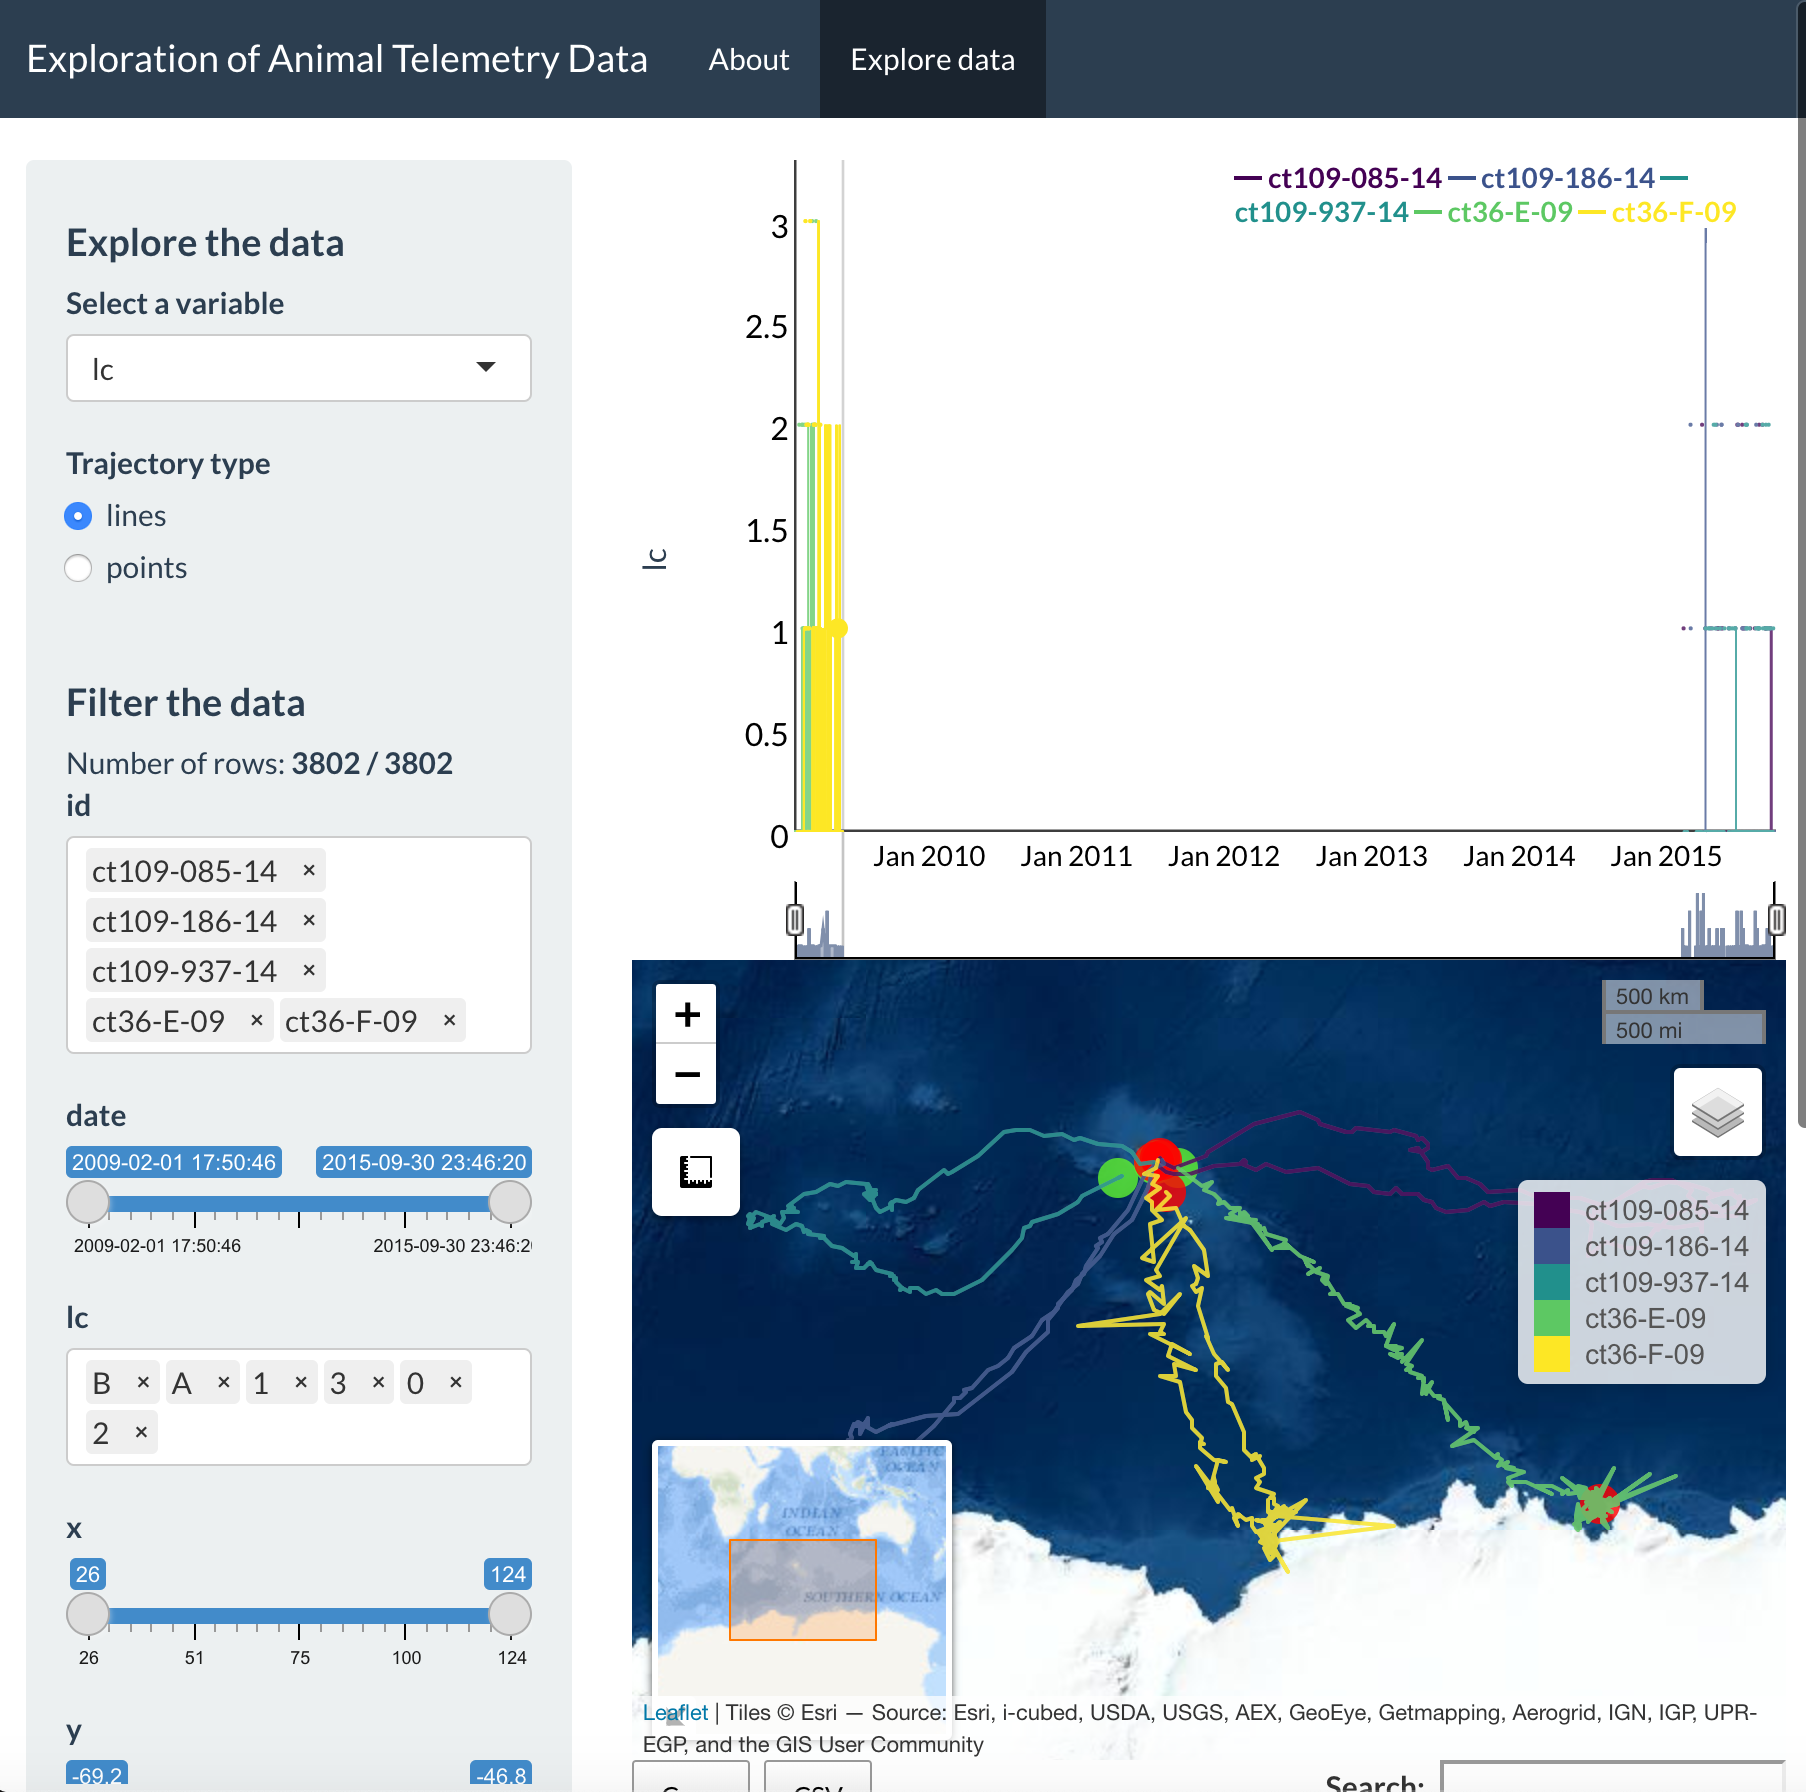 Exploration of Animal Telemetry Data About Explore data
Explore the data
Select a variable
lc
Trajectory type
lines
points
Filter the data
Number of rows: 3802 / 3802
id
ct109-085-14 ×
ct109-186-14 ×
ct109-937-14 ×
ct36-E-09 × ct36-F-09 ×
date
2009-02-01 17:50:46 2015-09-30 23:46:20
2009-02-01 17:50:46 2015-09-30 23:46:2
lc
B × A × 1 × 3 × 0 ×
2 ×
x
26 124
26 51 75 100 124
y
-69.2 -46.8
ct109-085-14 ct109-186-14
ct109-937-14 ct36-E-09 ct36-F-09
3
2.5
2
1.5
1
0.5
0
lc
Jan 2010 Jan 2011 Jan 2012 Jan 2013 Jan 2014 Jan 2015
+
−
500 km
500 mi
ct109-085-14
ct109-186-14
ct109-937-14
ct36-E-09
ct36-F-09
INDIAN
OCEAN
SOUTHERN OCEAN
Leaflet | Tiles © Esri — Source: Esri, i-cubed, USDA, USGS, AEX, GeoEye, Getmapping, Aerogrid, IGN, IGP, UPR-
EGP, and the GIS User Community
CSV
Search: